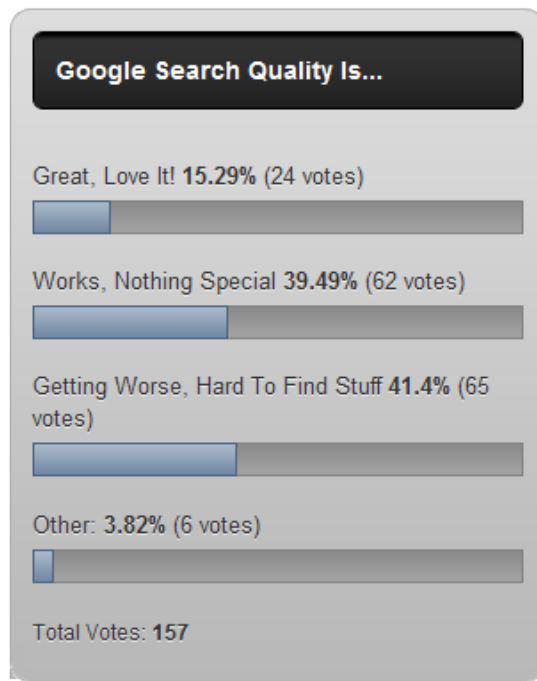 Google Search Quality Is...
Great, Love It! 15.29% (24 votes)
Works, Nothing Special 39.49% (62 votes)
Getting Worse, Hard To Find Stuff 41.4% (65
votes)
Other: 3.82% (6 votes)
Total Votes: 157